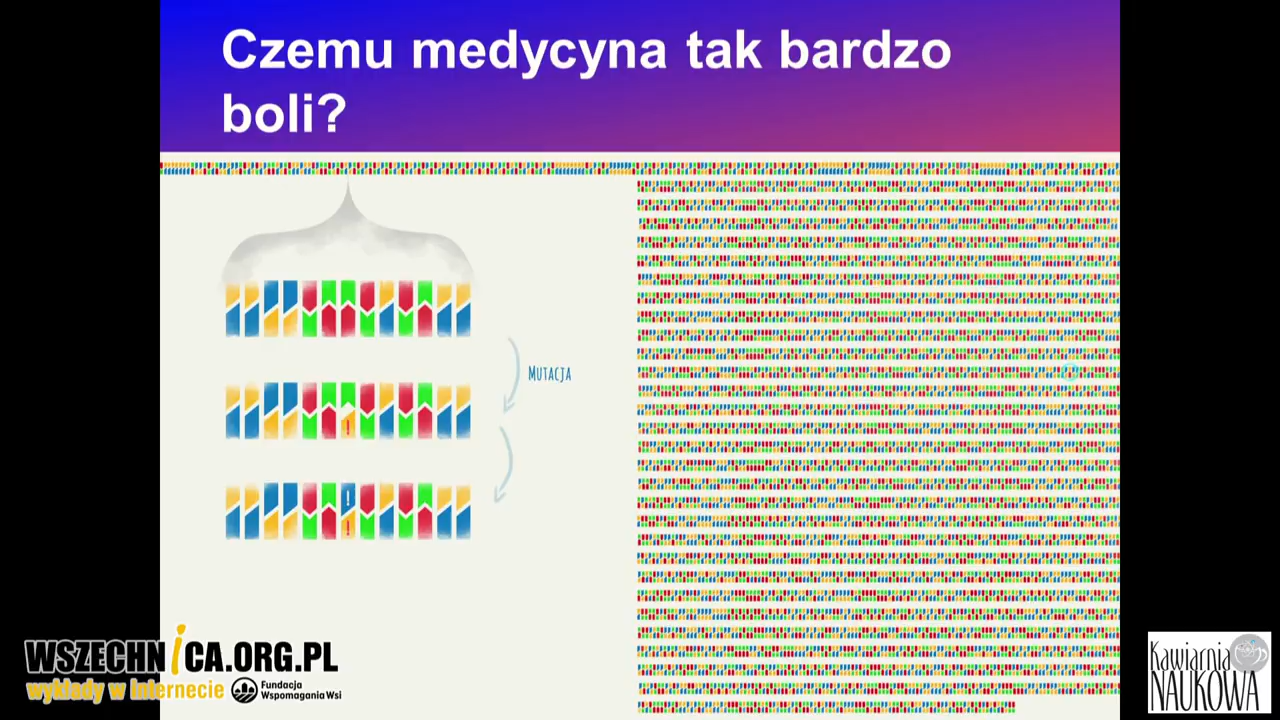 Czemu medycyna tak bardzo
boli?
MUTACJA
!
!
!
WSZECHNICA.ORG.PL
wykłady w Internecie
Fundacja
Wspomagania Wsi
Kawiarnia
NAUKOWA